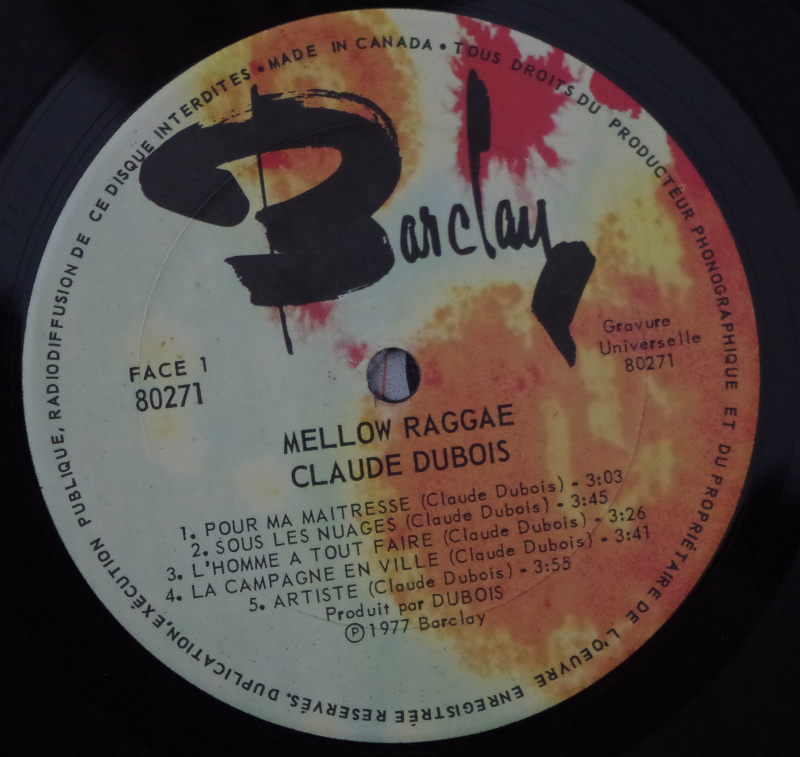 Barclay
TOUS DROITS DU PRODUCTEUR PHONOGRAPHIQUE ET DU PROPRIÉTAIRE DE L'OEUVRE ENREGISTRÉE RESERVÉS. DUPLICATION, EXÉCUTION PUBLIQUE, RADIODIFFUSION DE CE DISQUE INTERDITES • MADE IN CANADA •
FACE 1
80271
Gravure
Universelle
80271
MELLOW RAGGAE
CLAUDE DUBOIS
1. POUR MA MAITRESSE (Claude Dubois) - 3:03
2. SOUS LES NUAGES (Claude Dubois) - 3:45
3. L'HOMME A TOUT FAIRE (Claude Dubois) - 3:26
4. LA CAMPAGNE EN VILLE (Claude Dubois) - 3:41
5. ARTISTE (Claude Dubois) - 3:55
Produit par DUBOIS
Ⓟ 1977 Barclay